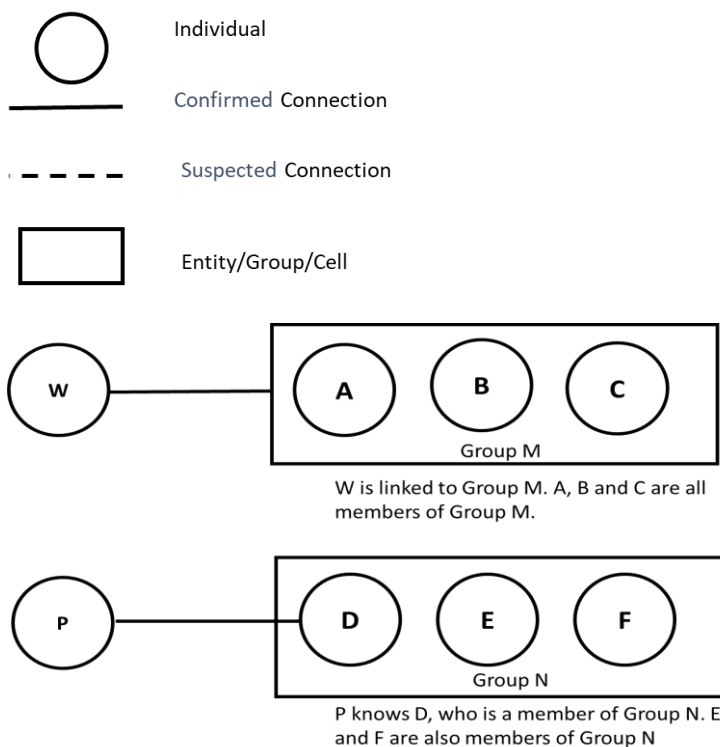 Individual
Confirmed Connection
Suspected Connection
Entity/Group/Cell
W
A
B
C
Group M
W is linked to Group M. A, B and C are all
members of Group M.
P
D
E
F
Group N
P knows D, who is a member of Group N. E
and F are also members of Group N